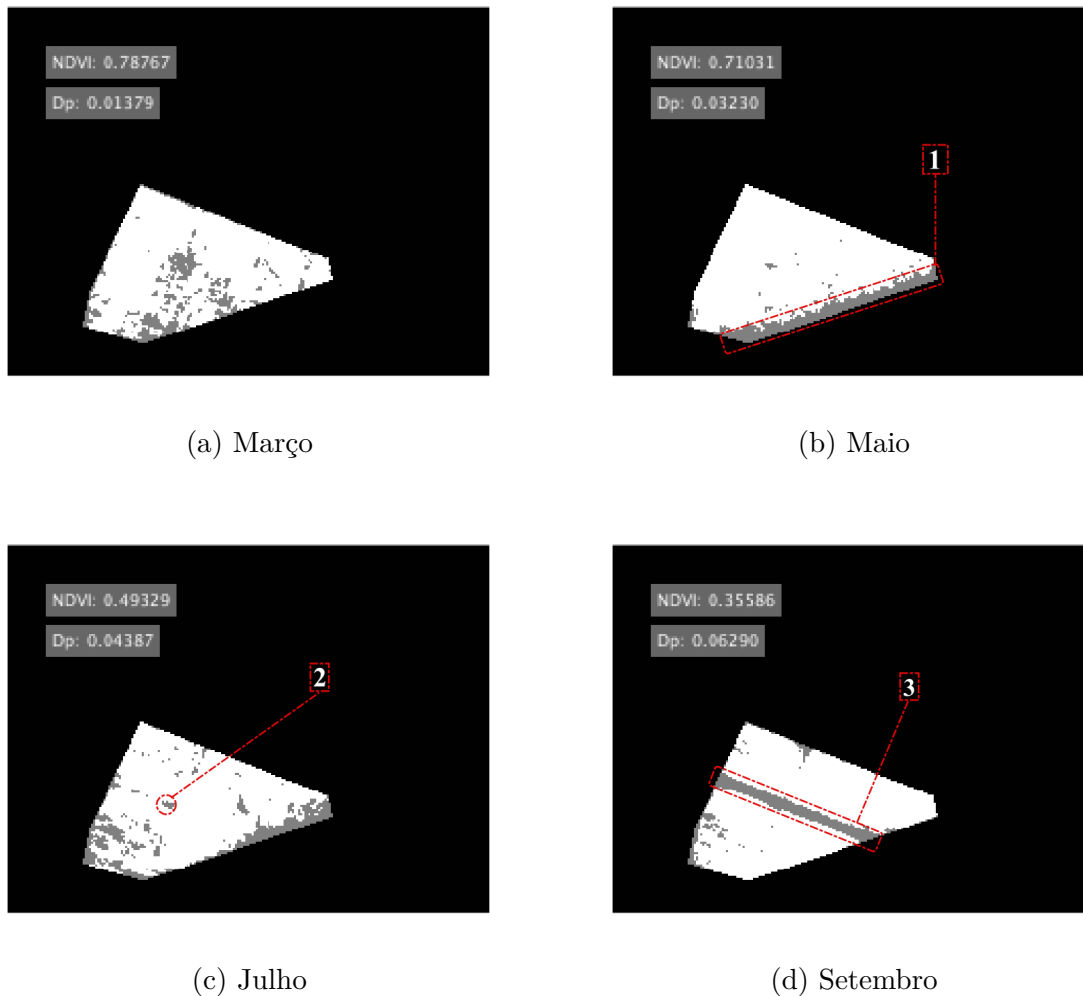 NDVI: 0.78767
Dp: 0.01379
(a) Março
NDVI: 0.71031
Dp: 0.03230
1
(b) Maio
NDVI: 0.49329
Dp: 0.04387
2
(c) Julho
NDVI: 0.35586
Dp: 0.06290
3
(d) Setembro